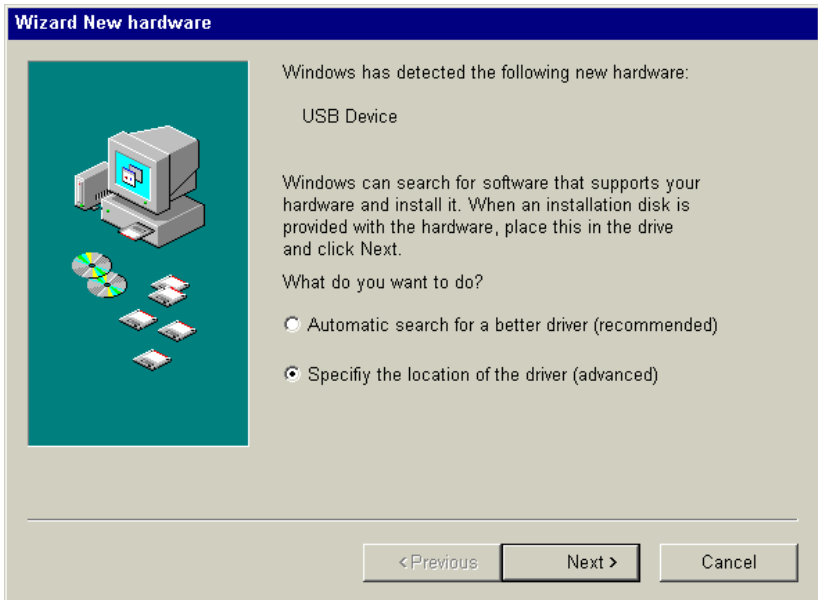 Wizard New hardware
Windows has detected the following new hardware:
USB Device
Windows can search for software that supports your
hardware and install it. When an installation disk is
provided with the hardware, place this in the drive
and click Next.
What do you want to do?
Automatic search for a better driver (recommended)
Specifiy the location of the driver (advanced)
< Previous
Next >
Cancel